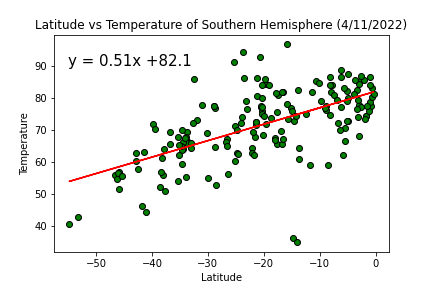 Latitude vs Temperature of Southern Hemisphere (4/11/2022)
y = 0.51x +82.1
90
80
70
60
50
40
Temperature
−50 −40 −30 −20 −10 0
Latitude